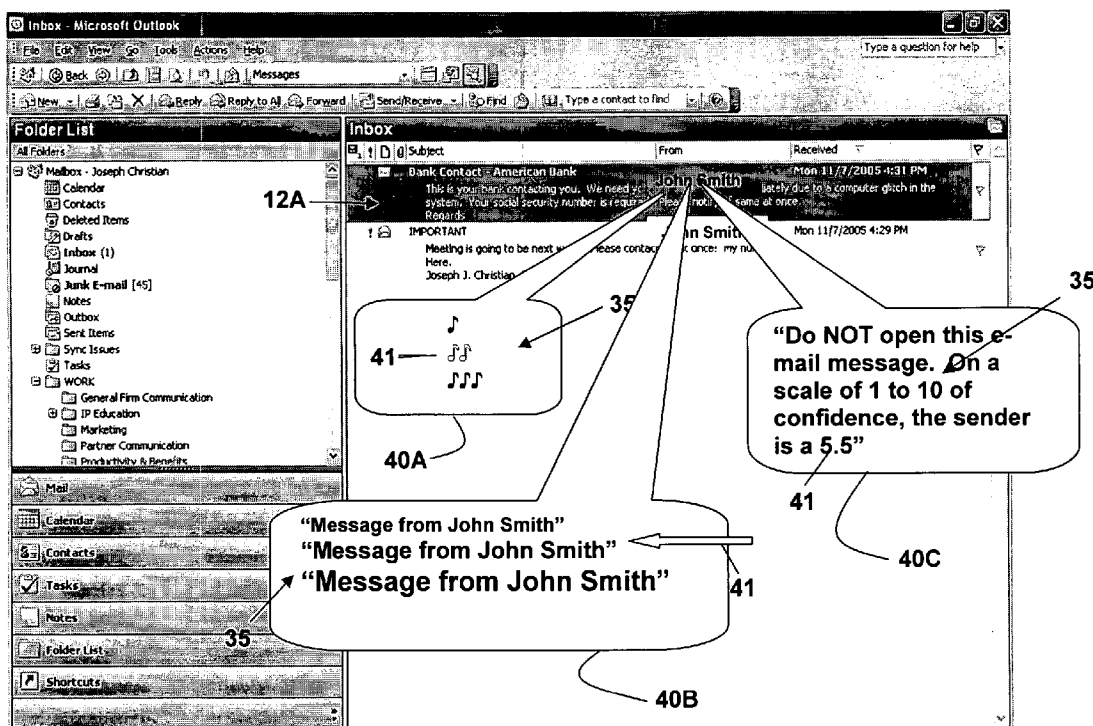 Inbox - Microsoft Outlook
File Edit View Go Tools Actions Help
Type a question for help
Back Messages
New Reply Reply to All Forward Send/Receive Find Type a contact to find
Folder List
All Folders
Mailbox - Joseph Christian
Calendar
Contacts
Deleted Items
Drafts
Inbox (1)
Journal
Junk E-mail [45]
Notes
Outbox
Sent Items
Sync Issues
Tasks
WORK
General Firm Communication
IP Education
Marketing
Partner Communication
Productivity & Benefits
Mail
Calendar
Contacts
Tasks
Notes
Folder List
Shortcuts
Inbox
Subject From Received
Bank Contact - American Bank John Smith Mon 11/7/2005 4:31 PM
This is your bank contacting you. We need due to a computer glitch in the
system. Your social security number is of same at once.
Regards
IMPORTANT John Smith Mon 11/7/2005 4:29 PM
Meeting is going to be next once! my
Here.
Joseph J. Christian
12A
35
41
40A
"Message from John Smith"
"Message from John Smith"
"Message from John Smith"
35
41
40B
35
"Do NOT open this e-
mail message. On a
scale of 1 to 10 of
confidence, the sender
is a 5.5"
41
40C